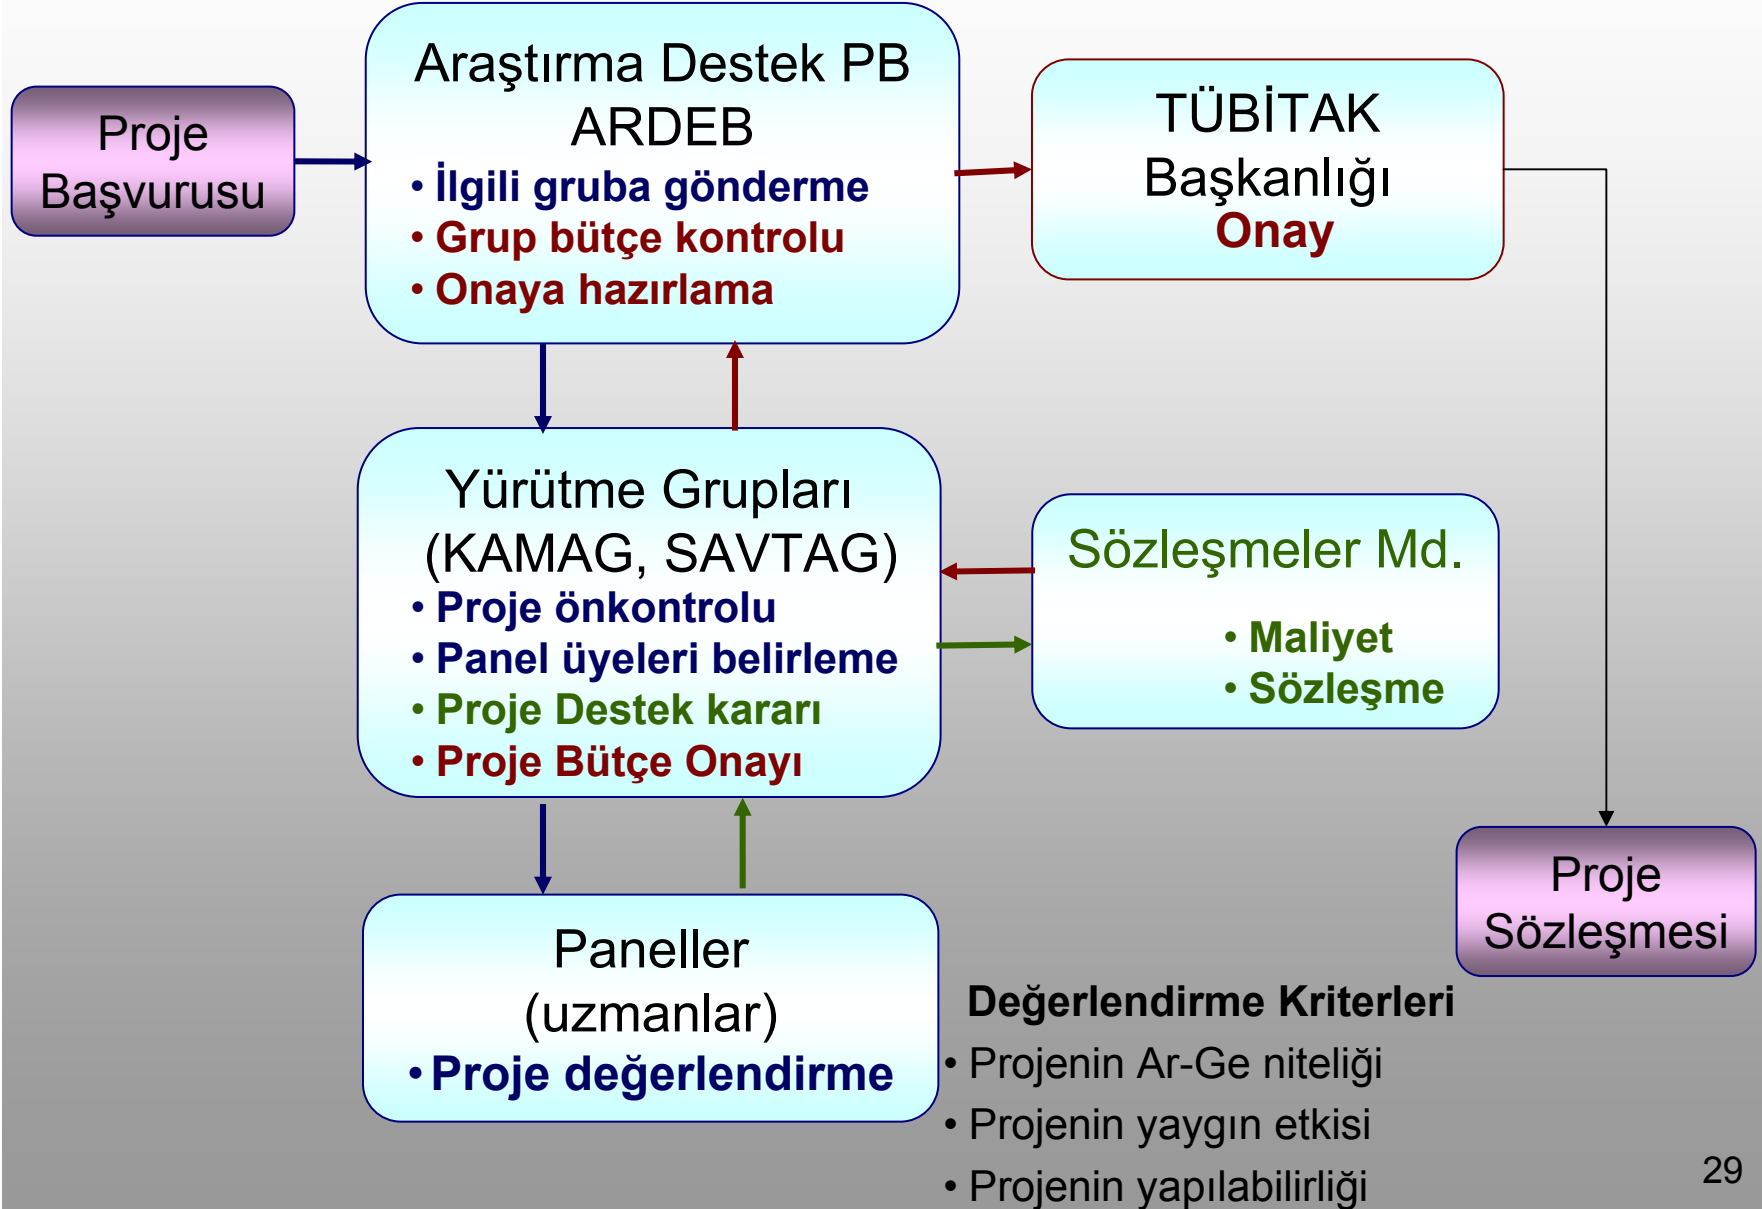 Proje
Başvurusu
Araştırma Destek PB
ARDEB
• İlgili gruba gönderme
• Grup bütçe kontrolu
• Onaya hazırlama
TÜBİTAK
Başkanlığı
Onay
Yürütme Grupları
(KAMAG, SAVTAG)
• Proje önkontrolu
• Panel üyeleri belirleme
• Proje Destek kararı
• Proje Bütçe Onayı
Sözleşmeler Md.
• Maliyet
• Sözleşme
Paneller
(uzmanlar)
• Proje değerlendirme
Proje
Sözleşmesi
Değerlendirme Kriterleri
• Projenin Ar-Ge niteliği
• Projenin yaygın etkisi
• Projenin yapılabilirliği
29